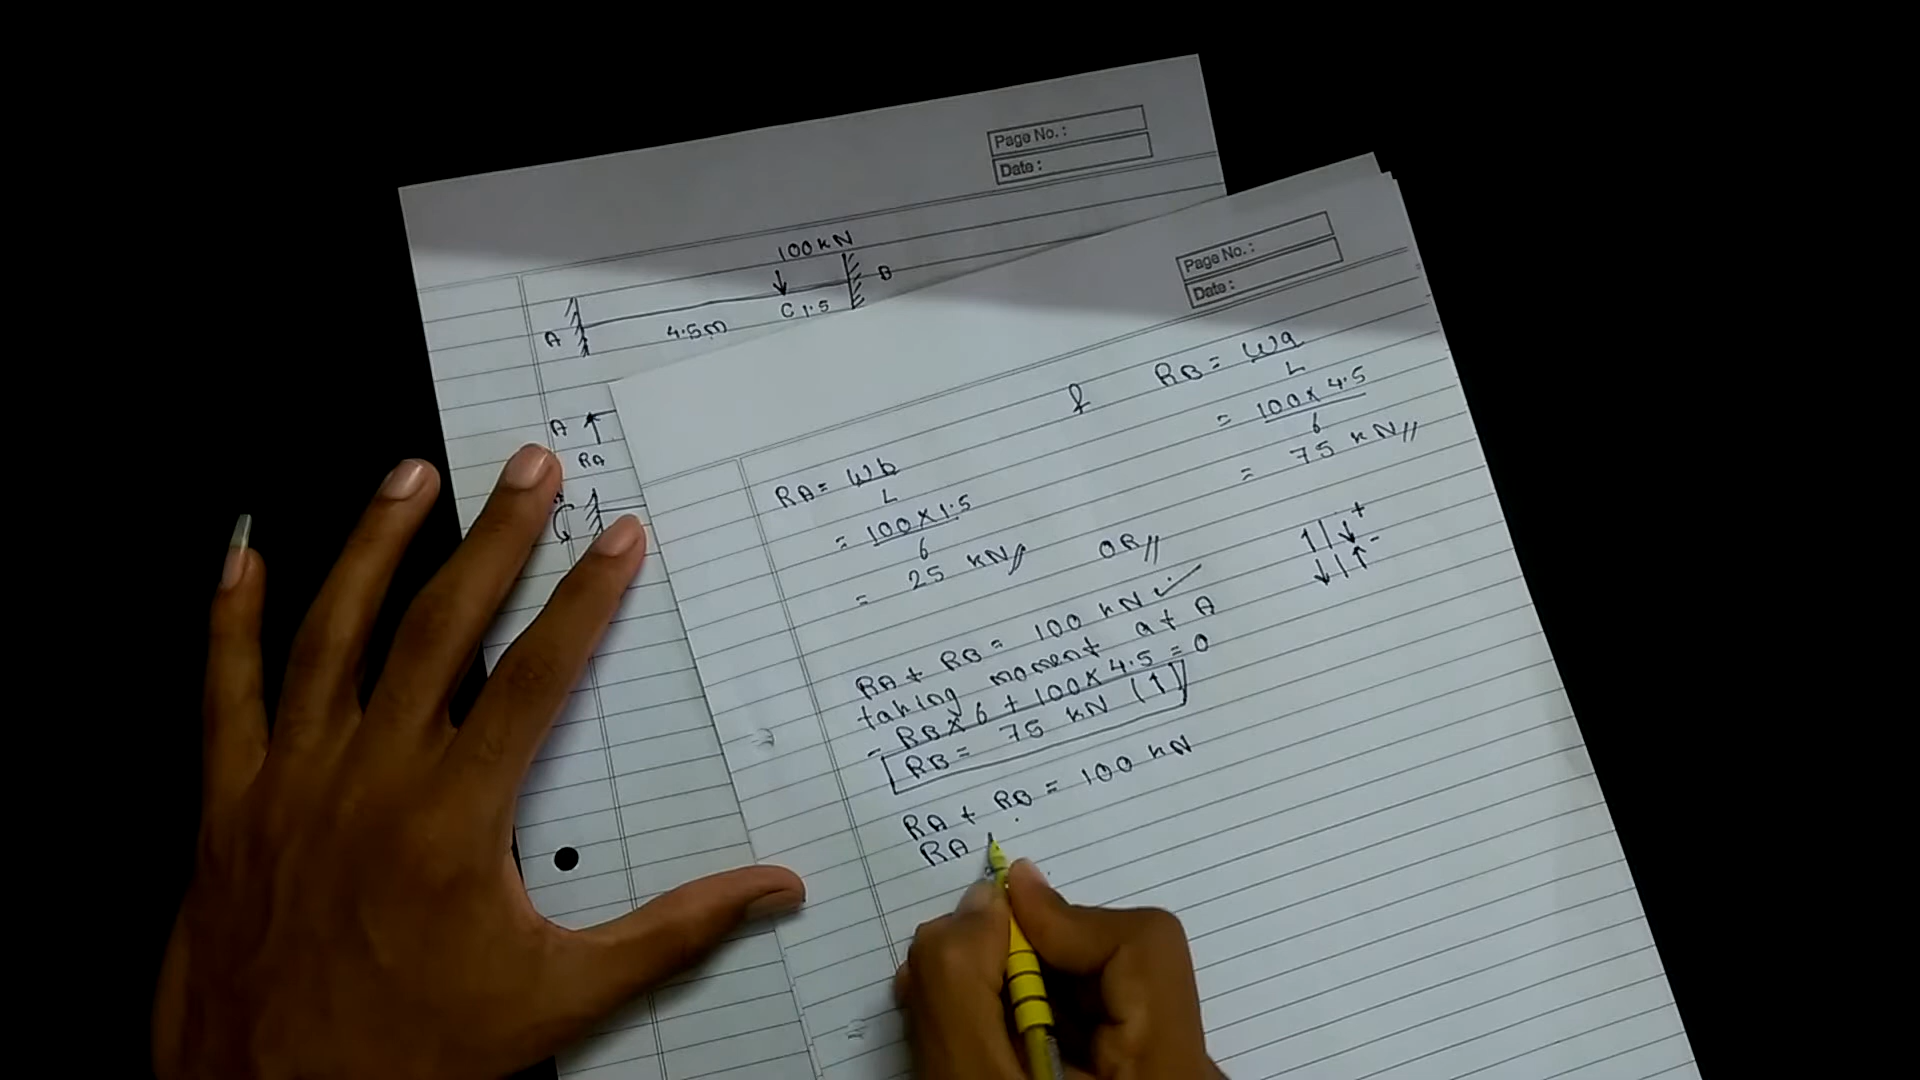 Page No. :
Date :
100 kN
A
4.5m
C 1.5
B
A
RA
Page No. :
Date :
RA = Wb
L
= 100 x 1.5
6
= 25 kN//
&
RB = Wa
L
= 100 x 4.5
6
= 75 kN//
OR//
↑|↓ +
↓|↑ -
RA + RB = 100 kN ✓
taking moment at A
- RB x 6 + 100 x 4.5 = 0
RB = 75 kN (↑)
RA + RB = 100 kN
RA